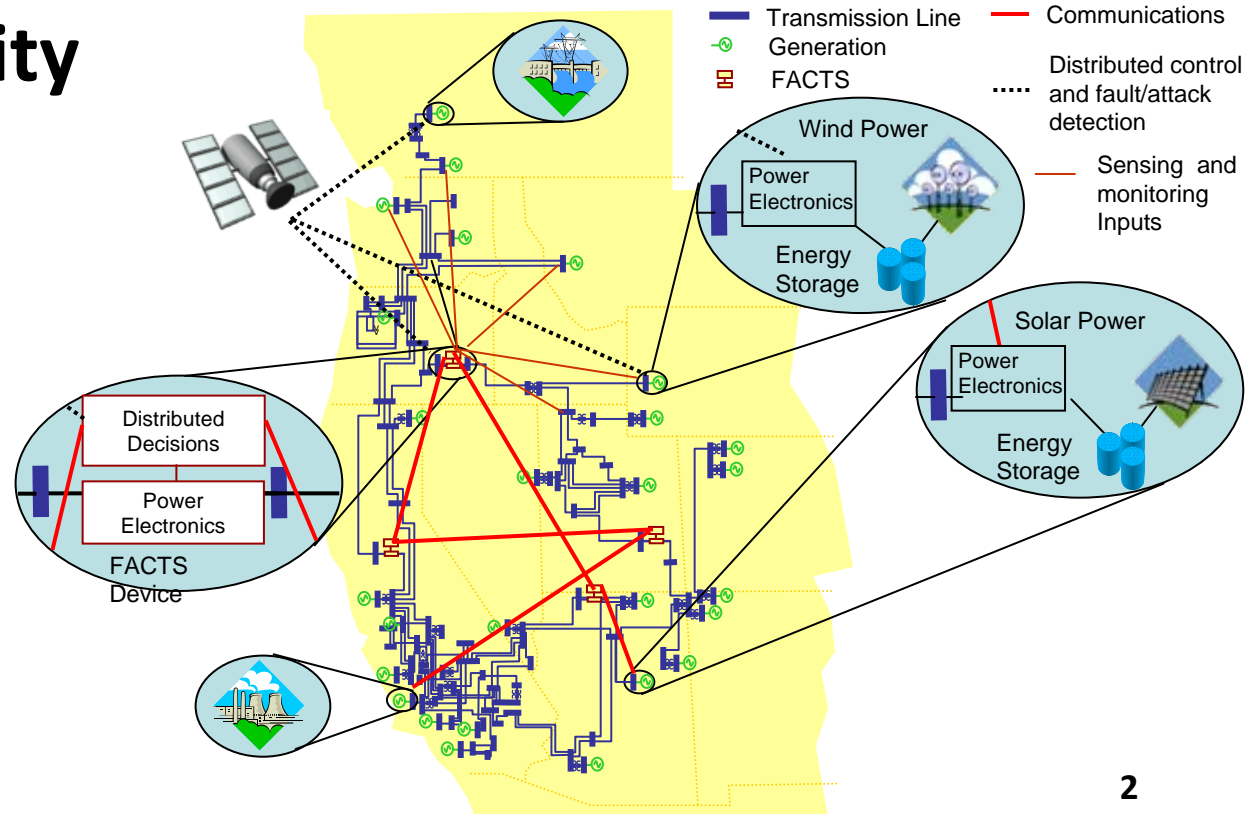 ity
Transmission Line
Generation
FACTS
Communications
Distributed control
and fault/attack
detection
Sensing and
monitoring
Inputs
Wind Power
Power
Electronics
Energy
Storage
Solar Power
Power
Electronics
Energy
Storage
Distributed
Decisions
Power
Electronics
FACTS
Device
2